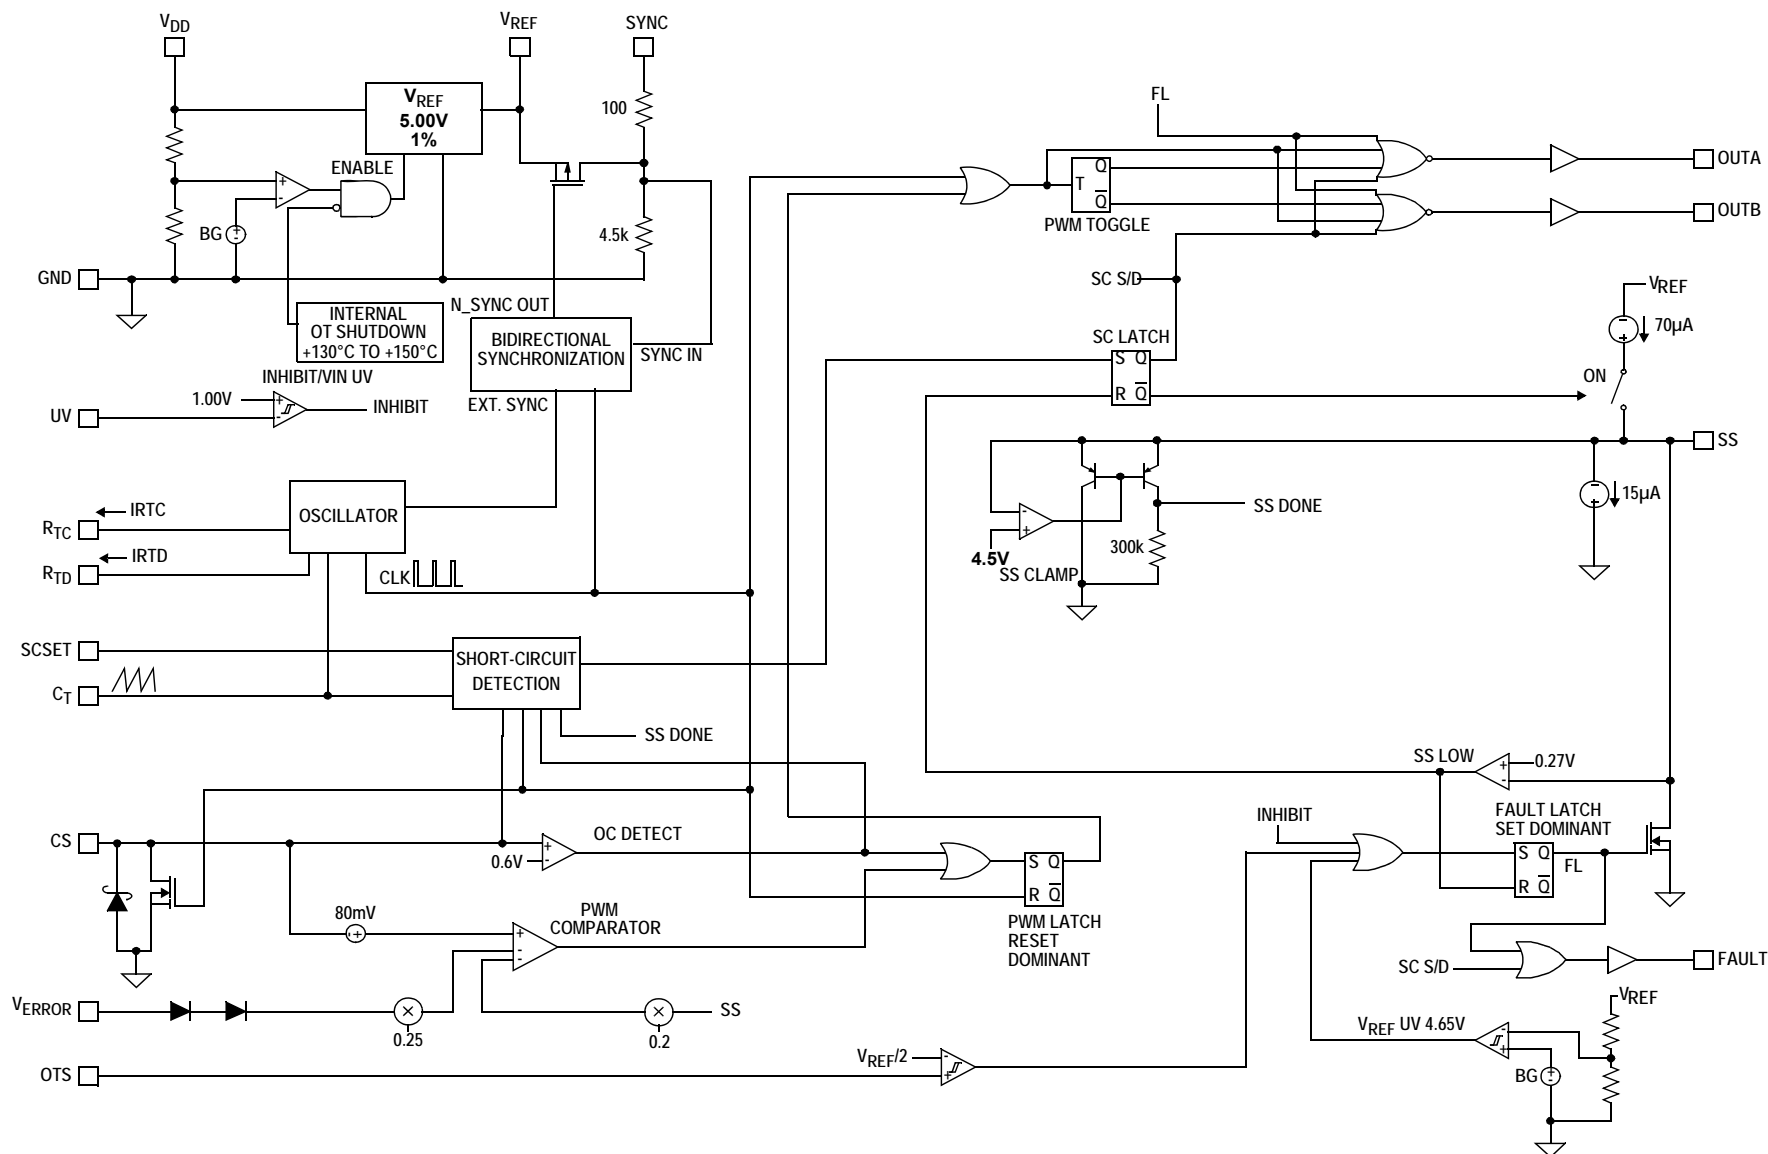 VDD
VREF
SYNC
VREF
5.00V
1%
100
FL
ENABLE
+
-
BG
+
-
4.5k
T
Q
Q
PWM TOGGLE
OUTA
OUTB
GND
N_SYNC OUT
INTERNAL
OT SHUTDOWN
+130°C TO +150°C
BIDIRECTIONAL
SYNCHRONIZATION
SYNC IN
EXT. SYNC
SC S/D
SC LATCH
S Q
R Q
VREF
70µA
ON
INHIBIT/VIN UV
1.00V
+
-
INHIBIT
UV
SS
15µA
SS DONE
-
+
4.5V
SS CLAMP
300k
IRTC
RTC
IRTD
RTD
OSCILLATOR
CLK
SCSET
CT
SHORT-CIRCUIT
DETECTION
SS DONE
SS LOW
+
-
0.27V
INHIBIT
FAULT LATCH
SET DOMINANT
S Q
R Q
FL
CS
+
-
0.6V
OC DETECT
S Q
R Q
PWM LATCH
RESET
DOMINANT
80mV
PWM
COMPARATOR
+
-
-
SC S/D
FAULT
VERROR
×
0.25
×
0.2
SS
VREF
VREF UV 4.65V
-
+
BG
+
-
VREF/2
-
+
OTS